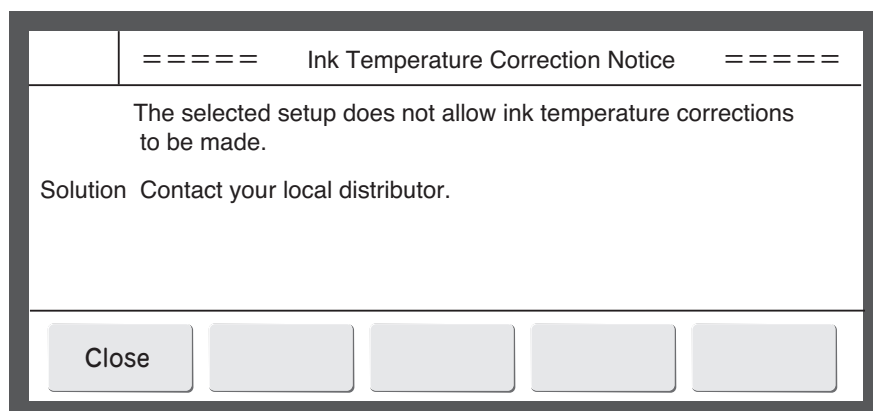 ===== Ink Temperature Correction Notice =====
The selected setup does not allow ink temperature corrections
to be made.
Solution Contact your local distributor.
Close